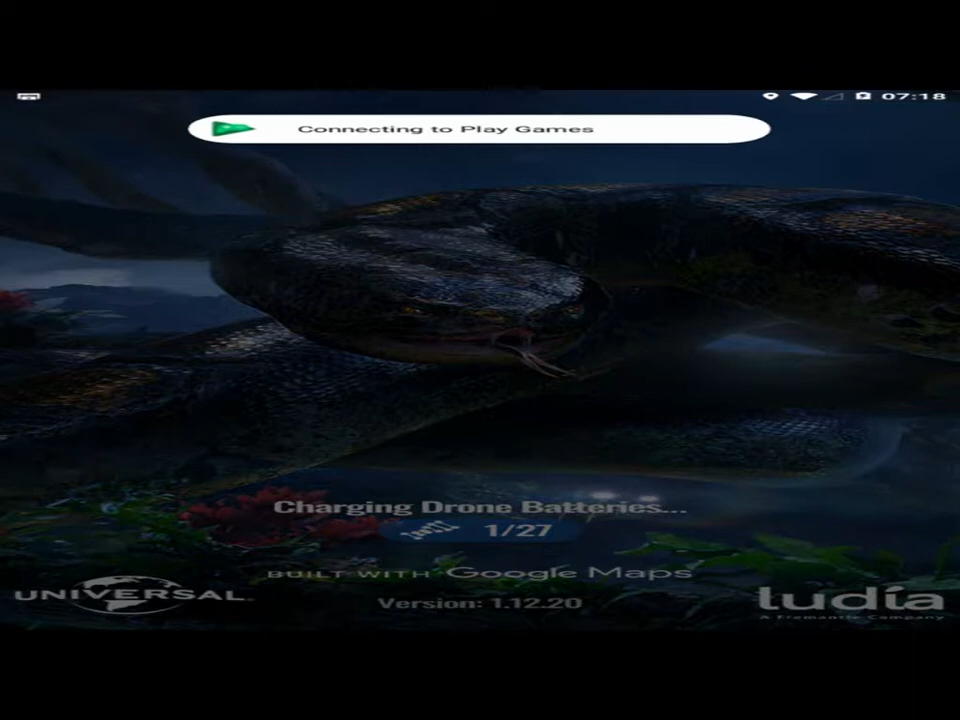 07:18
Connecting to Play Games
Charging Drone Batteries...
1/27
BUILT WITH Google Maps
UNIVERSAL
Version: 1.12.20
ludia
A Fremantle Company